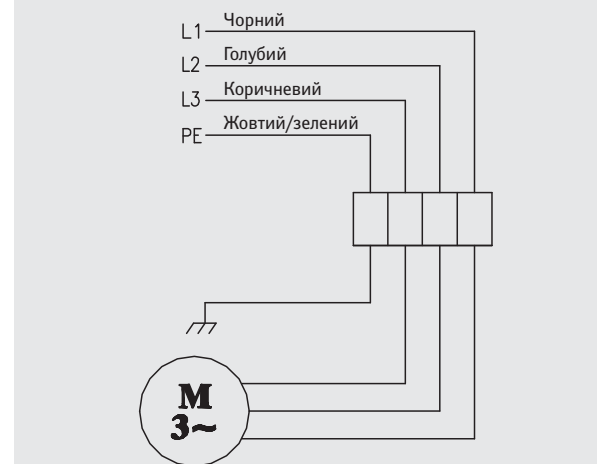 L1 Чорний
L2 Голубий
L3 Коричневий
PE Жовтий/зелений
M
3~